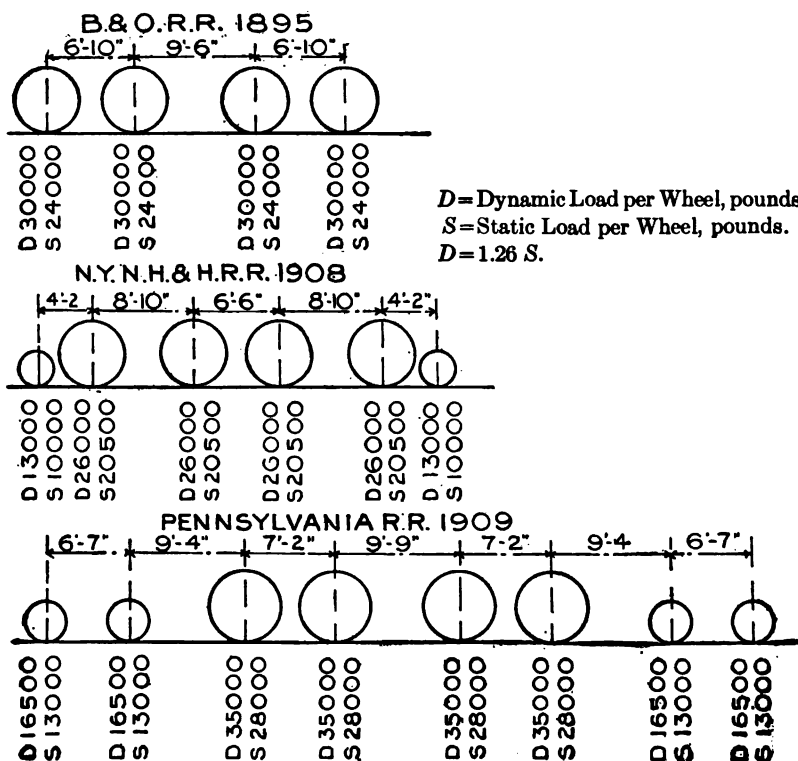 B.&O.R.R. 1895
6'-10" 9'-6" 6'-10"
D30000 S24000 D30000 S24000 D30000 S24000 D30000 S24000
D=Dynamic Load per Wheel, pounds
S=Static Load per Wheel, pounds.
D=1.26 S.
N.Y. N.H.& H.R.R. 1908
4'-2 8'-10" 6'-6" 8'-10" 4'-2"
D13000 S10000 D26000 S20500 D26000 S20500 D26000 S20500 D26000 S20500 D13000 S10000
PENNSYLVANIA R.R. 1909
6'-7" 9'-4" 7'-2" 9'-9" 7'-2" 9'-4 6'-7"
D16500 S13000 D16500 S13000 D35000 S28000 D35000 S28000 D35000 S28000 D35000 S28000 D16500 S13000 D16500 S13000